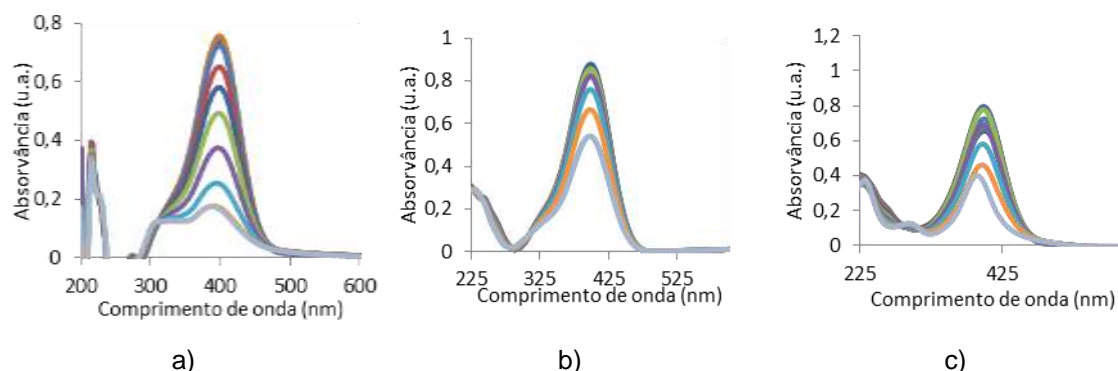 0,8
0,6
0,4
0,2
0
Absorvância (u.a.)
200 300 400 500 600
Comprimento de onda (nm)
a)
1
0,8
0,6
0,4
0,2
0
Absorvância (u.a.)
225 325 425 525
Comprimento de onda (nm)
b)
1,2
1
0,8
0,6
0,4
0,2
0
Absorvância (u.a.)
225 425
Comprimento de onda (nm)
c)